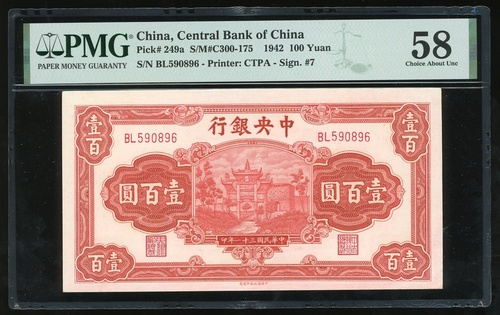 PMG
PAPER MONEY GUARANTY
China, Central Bank of China
Pick# 249a S/M#C300-175 1942 100 Yuan
S/N BL590896 - Printer: CTPA - Sign. #7
58
Choice About Unc
行銀央中
壹百
壹百
BL590896
BL590896
圓百壹
圓百壹
印年一十三國民華中
百壹
百壹